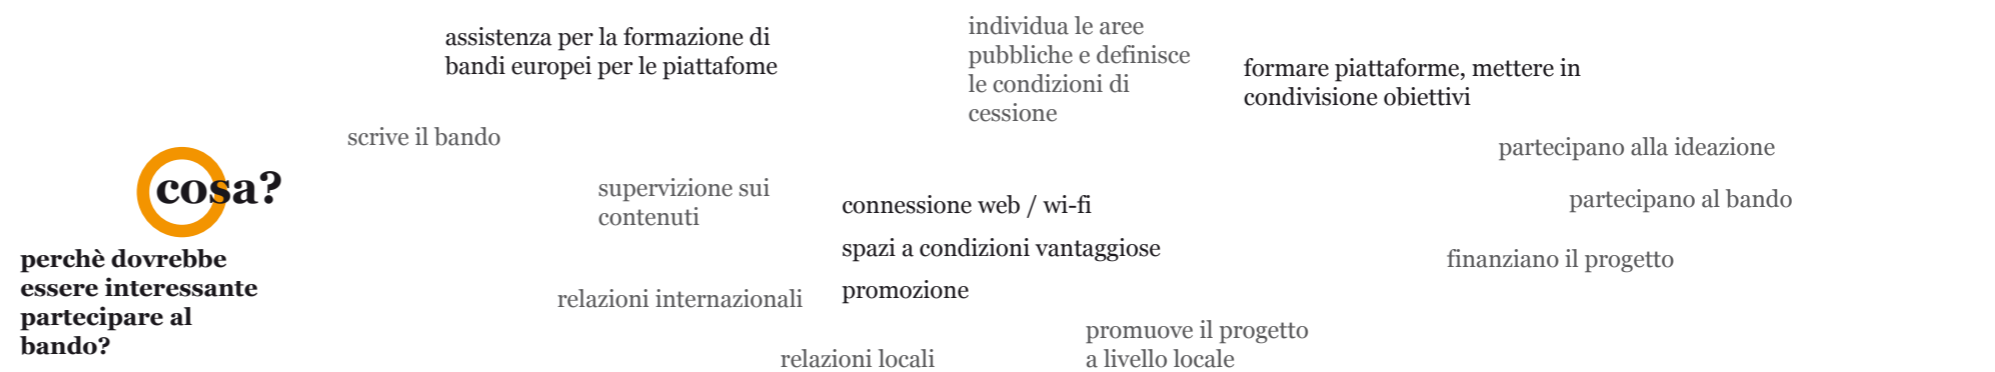 cosa?
perchè dovrebbe
essere interessante
partecipare al
bando?
assistenza per la formazione di
bandi europei per le piattafome
scrive il bando
supervizione sui
contenuti
relazioni internazionali
relazioni locali
individua le aree
pubbliche e definisce
le condizioni di
cessione
connessione web / wi-fi
spazi a condizioni vantaggiose
promozione
promuove il progetto
a livello locale
formare piattaforme, mettere in
condivisione obiettivi
partecipano alla ideazione
partecipano al bando
finanziano il progetto